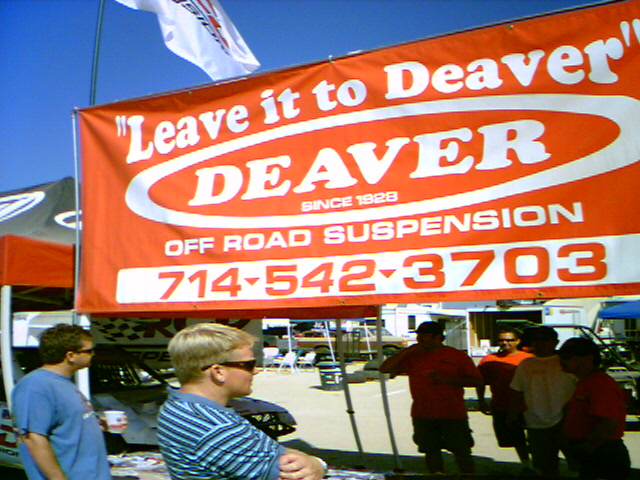 "Leave it to Deaver"
DEAVER
SINCE 1928
OFF ROAD SUSPENSION
714-542-3703